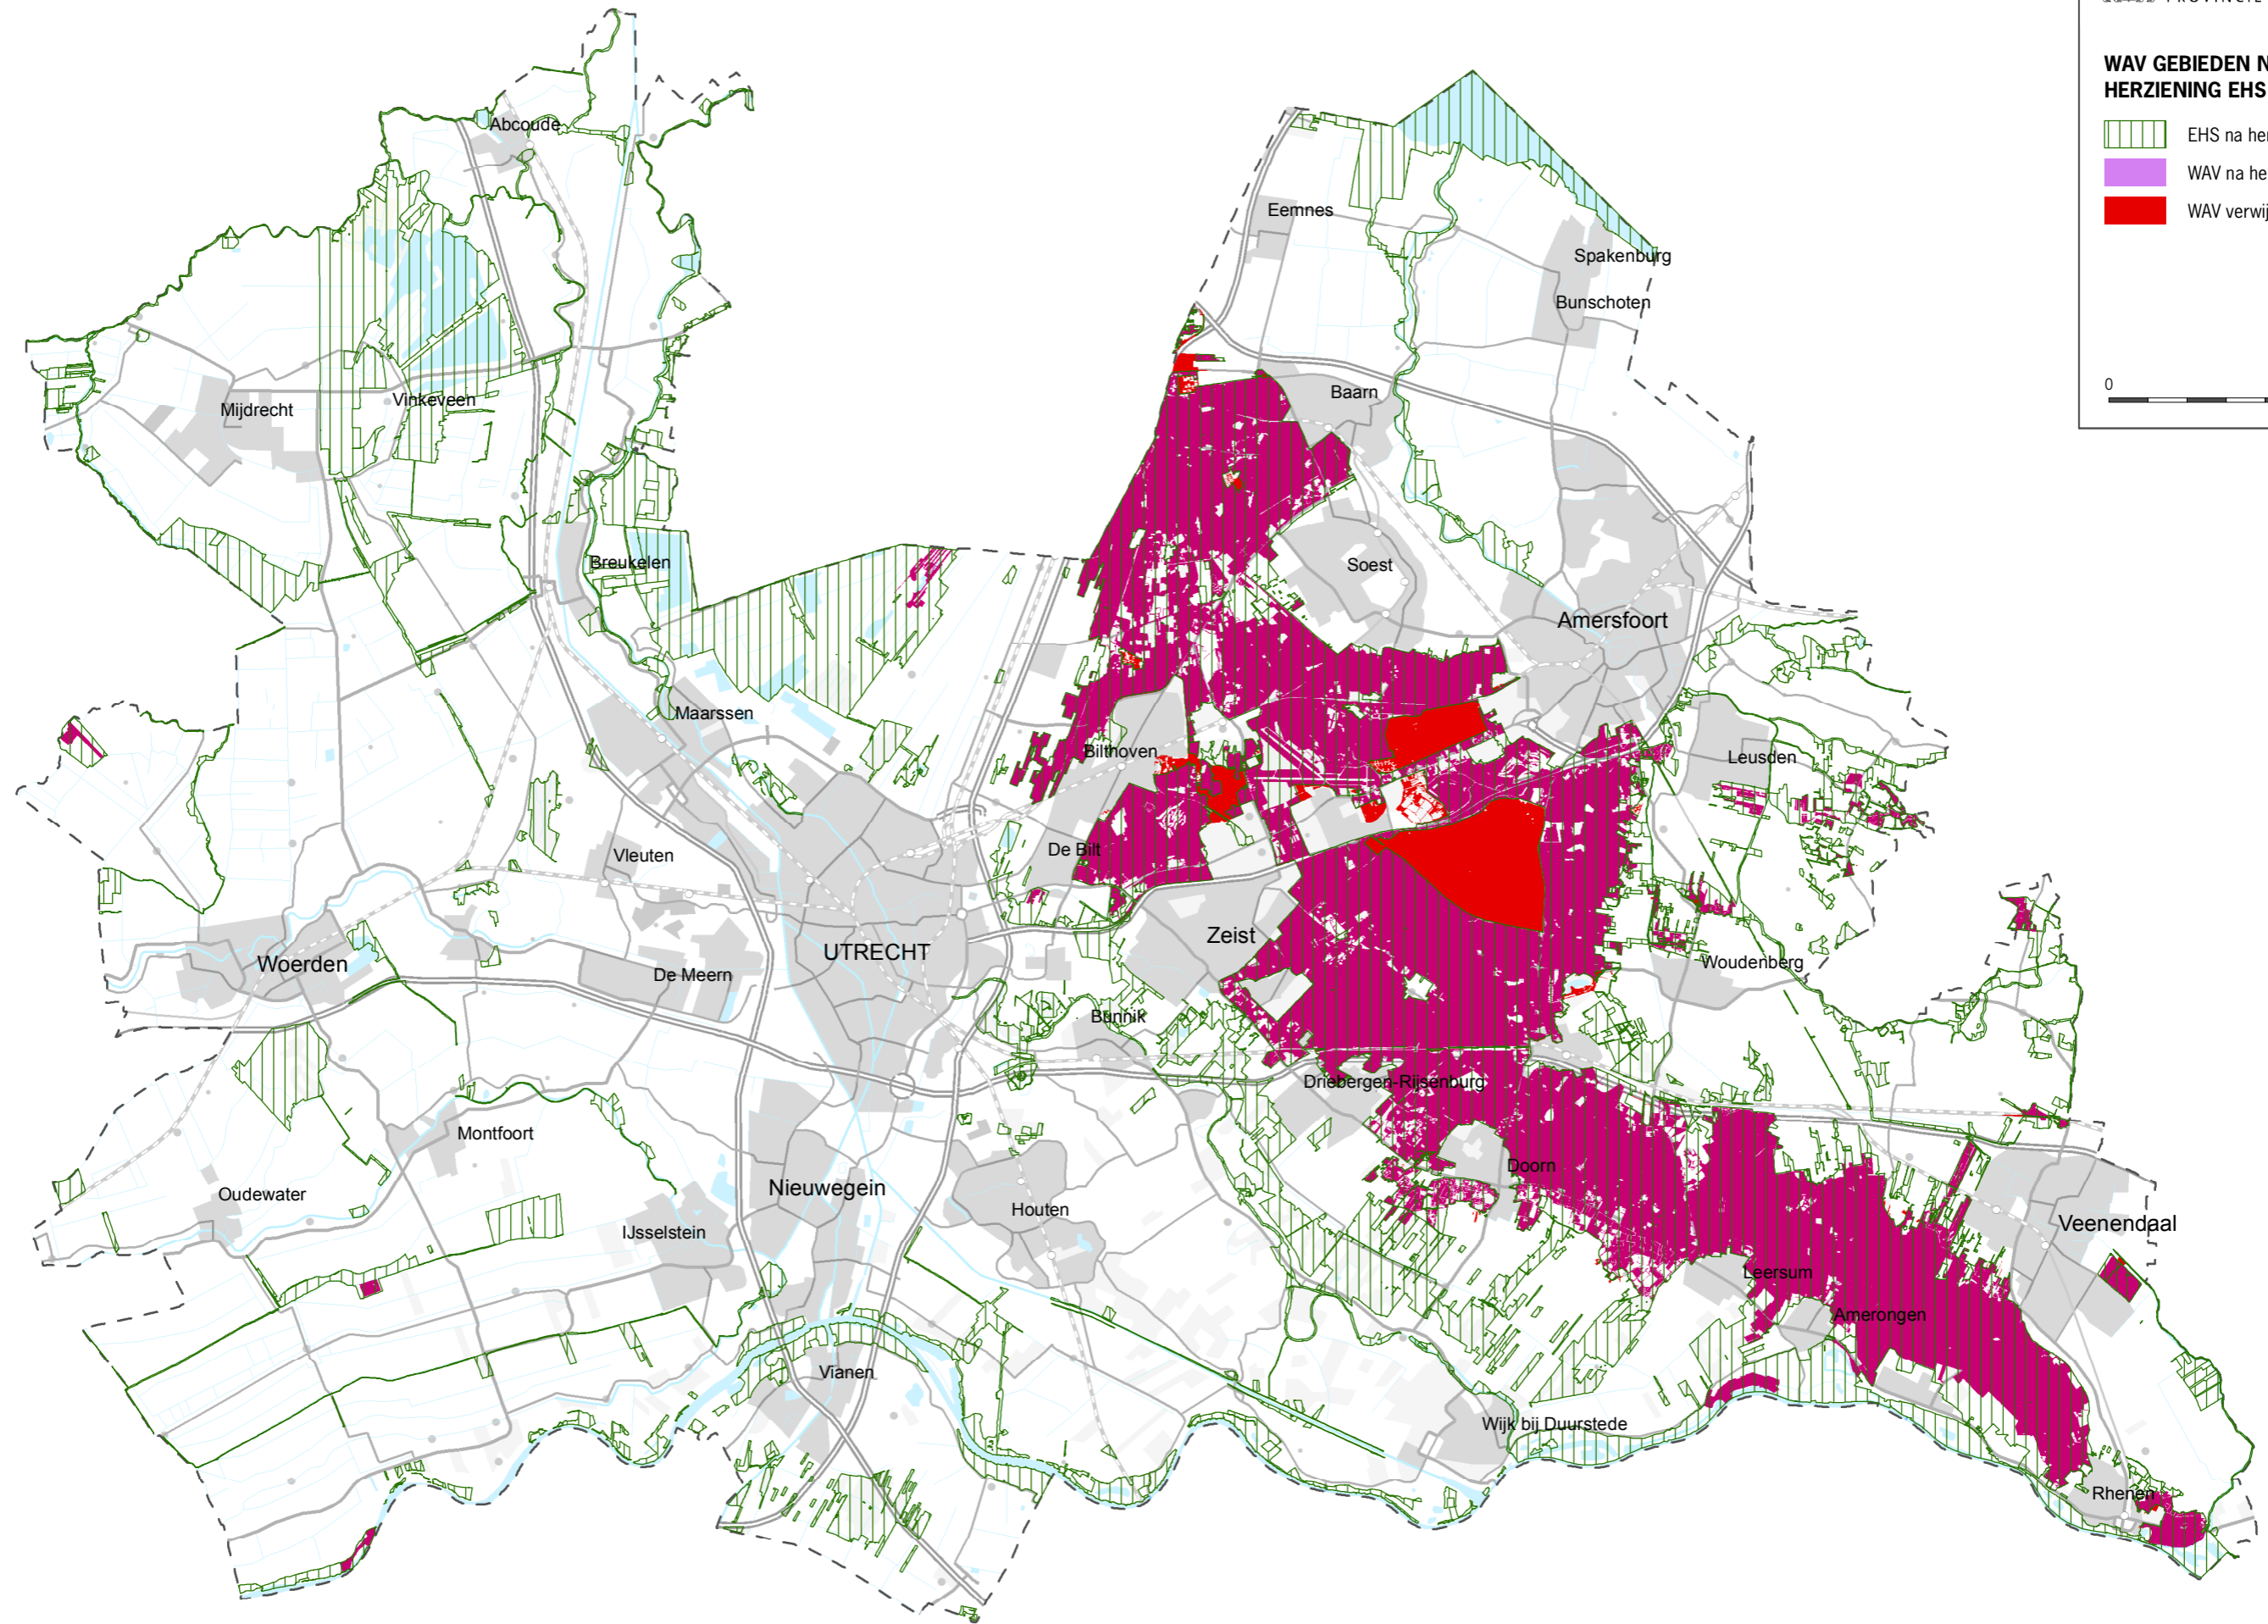 WAV GEBIEDEN N
HERZIENING EHS
EHS na her
WAV na he
WAV verwij
0
Abcoude
Eemnes
Spakenburg
Bunschoten
Baarn
Mijdrecht
Vinkeveen
Breukelen
Soest
Amersfoort
Maarssen
Bilthoven
Leusden
Vleuten
De Bilt
Zeist
UTRECHT
Woerden
De Meern
Woudenberg
Bunnik
Driebergen-Rijsenburg
Montfoort
Doorn
Oudewater
Nieuwegein
Houten
IJsselstein
Veenendaal
Leersum
Amerongen
Vianen
Wijk bij Duurstede
Rhenen